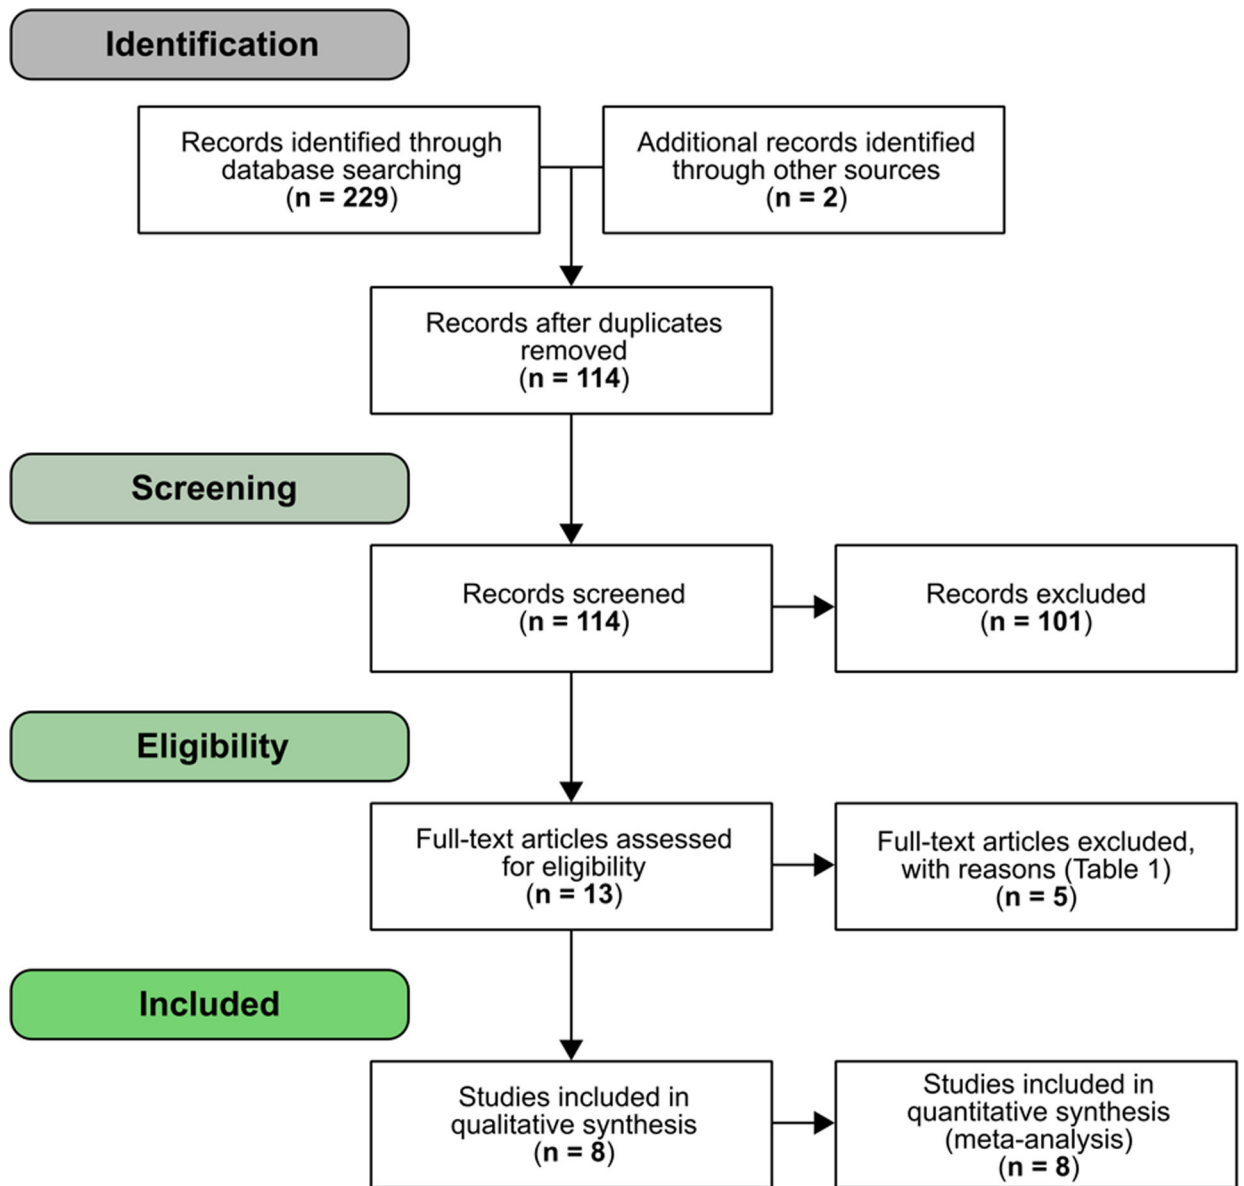 Identification
Records identified through
database searching
(n = 229)
Additional records identified
through other sources
(n = 2)
Records after duplicates
removed
(n = 114)
Screening
Records screened
(n = 114)
Records excluded
(n = 101)
Eligibility
Full-text articles assessed
for eligibility
(n = 13)
Full-text articles excluded,
with reasons (Table 1)
(n = 5)
Included
Studies included in
qualitative synthesis
(n = 8)
Studies included in
quantitative synthesis
(meta-analysis)
(n = 8)